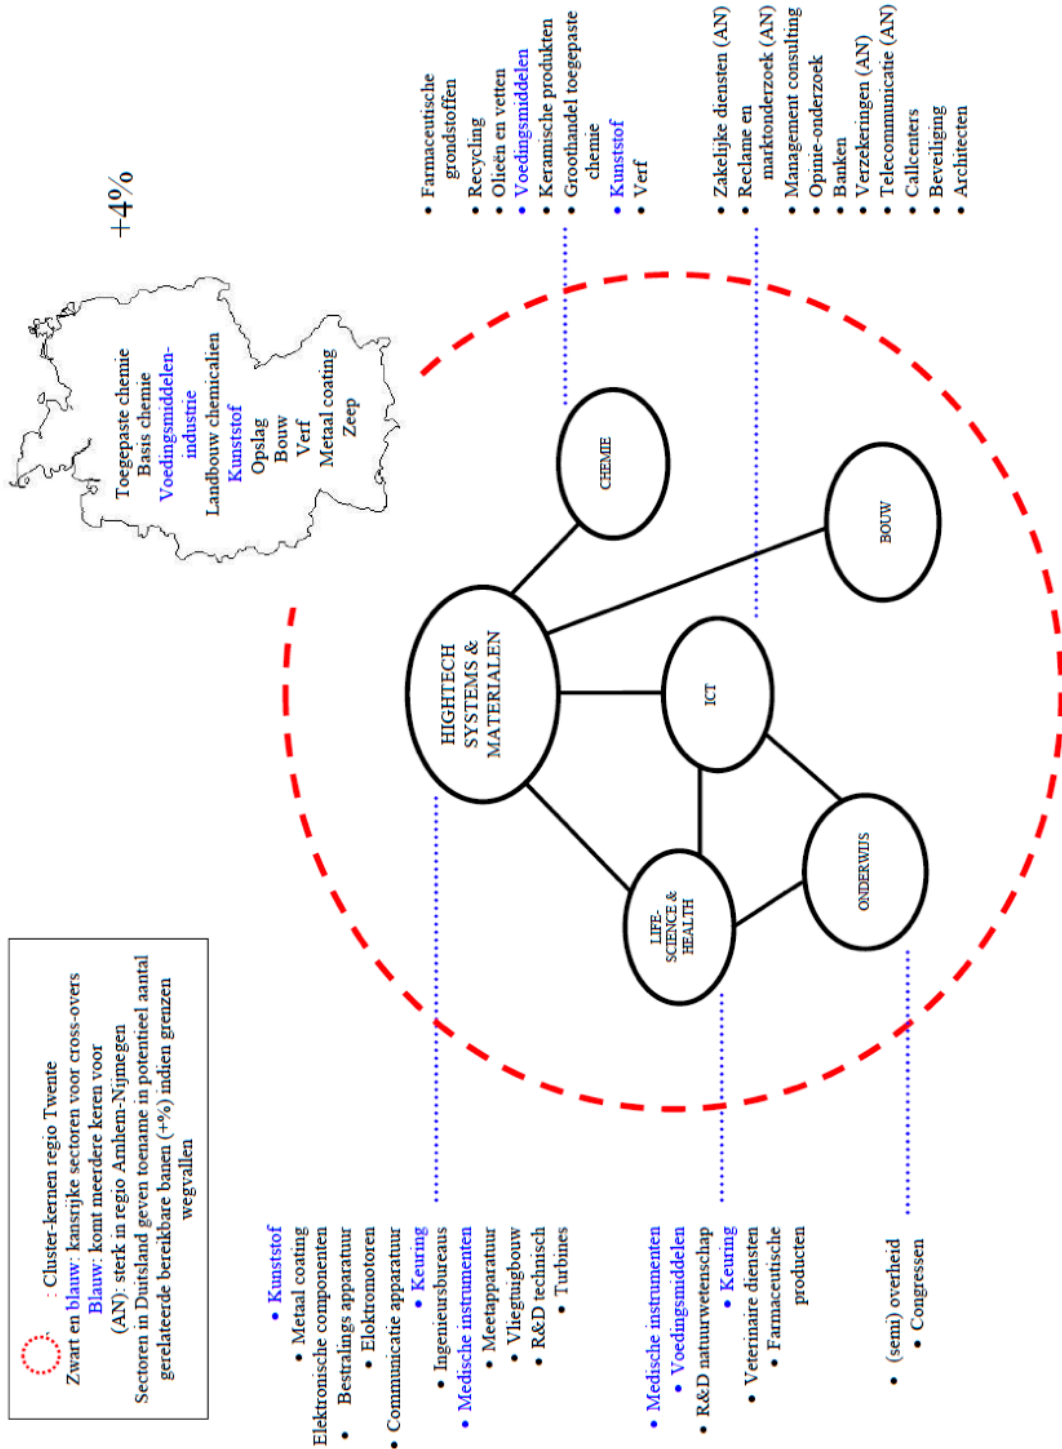 : Cluster-kernen regio Twente
Zwart en blauw: kansrijke sectoren voor cross-overs
Blauw: komt meerdere keren voor
(AN): sterk in regio Arnhem-Nijmegen
Sectoren in Duitsland geven toename in potentieel aantal
gerelateerde bereikbare banen (+%) indien grenzen
wegvallen
Toegepaste chemie
Basis chemie
Voedingsmiddelen-
industrie
Landbouw chemicalien
Kunststof
Opslag
Bouw
Verf
Metaal coating
Zeep
+4%
• Kunststof
• Metaal coating
Elektronische componenten
• Bestralings apparatuur
• Eloktromotoren
• Communicatie apparatuur
• Keuring
• Ingenieursbureaus
• Medische instrumenten
• Meetapparatuur
• Vliegtuigbouw
• R&D technisch
• Turbines
• Medische instrumenten
• Voedingsmiddelen
• R&D natuurwetenschap
• Keuring
• Veterinaire diensten
• Farmaceutische
producten
• (semi) overheid
• Congressen
HIGHTECH
SYSTEMS &
MATERIALEN
CHEMIE
LIFE-
SCIENCE &
HEALTH
ICT
ONDERWIJS
BOUW
• Farmaceutische
grondstoffen
• Recycling
• Olieën en vetten
• Voedingsmiddelen
• Keramische produkten
• Groothandel toegepaste
chemie
• Kunststof
• Verf
• Zakelijke diensten (AN)
• Reclame en
marktonderzoek (AN)
• Management consulting
• Opinie-onderzoek
• Banken
• Verzekeringen (AN)
• Telecommunicatie (AN)
• Callcenters
• Beveiliging
• Architecten